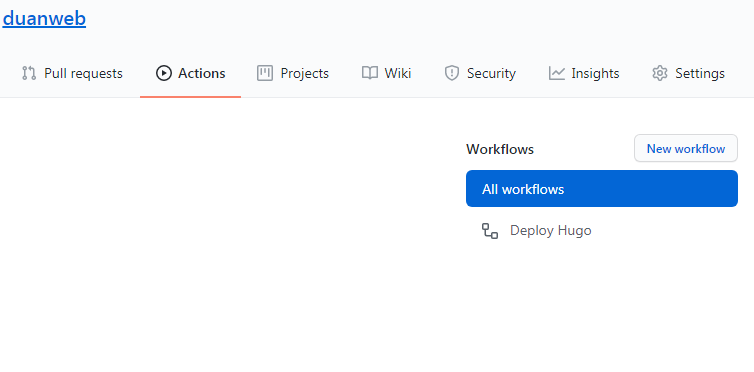 duanweb
Pull requests Actions Projects Wiki Security Insights Settings
Workflows New workflow
All workflows
Deploy Hugo